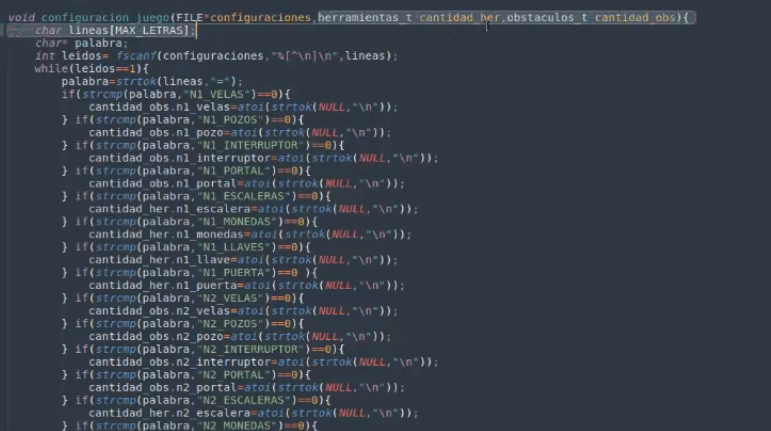 void configuracion_juego(FILE*configuraciones,herramientas_t cantidad_her,obstaculos_t cantidad_obs){
    char lineas[MAX_LETRAS];
    char* palabra;
    int leidos= fscanf(configuraciones,"%[^\n]\n",lineas);
    while(leidos==1){
        palabra=strtok(lineas,"=");
        if(strcmp(palabra,"N1_VELAS")==0){
            cantidad_obs.n1_velas=atoi(strtok(NULL,"\n"));
        } if(strcmp(palabra,"N1_POZOS")==0){
            cantidad_obs.n1_pozo=atoi(strtok(NULL,"\n"));
        } if(strcmp(palabra,"N1_INTERRUPTOR")==0){
            cantidad_obs.n1_interruptor=atoi(strtok(NULL,"\n"));
        } if(strcmp(palabra,"N1_PORTAL")==0){
            cantidad_obs.n1_portal=atoi(strtok(NULL,"\n"));
        } if(strcmp(palabra,"N1_ESCALERAS")==0){
            cantidad_her.n1_escalera=atoi(strtok(NULL,"\n"));
        } if(strcmp(palabra,"N1_MONEDAS")==0){
            cantidad_her.n1_monedas=atoi(strtok(NULL,"\n"));
        } if(strcmp(palabra,"N1_LLAVES")==0){
            cantidad_her.n1_llave=atoi(strtok(NULL,"\n"));
        } if(strcmp(palabra,"N1_PUERTA")==0 ){
            cantidad_her.n1_puerta=atoi(strtok(NULL,"\n"));
        } if(strcmp(palabra,"N2_VELAS")==0){
            cantidad_obs.n2_velas=atoi(strtok(NULL,"\n"));
        } if(strcmp(palabra,"N2_POZOS")==0){
            cantidad_obs.n2_pozo=atoi(strtok(NULL,"\n"));
        } if(strcmp(palabra,"N2_INTERRUPTOR")==0){
            cantidad_obs.n2_interruptor=atoi(strtok(NULL,"\n"));
        } if(strcmp(palabra,"N2_PORTAL")==0){
            cantidad_obs.n2_portal=atoi(strtok(NULL,"\n"));
        } if(strcmp(palabra,"N2_ESCALERAS")==0){
            cantidad_her.n2_escalera=atoi(strtok(NULL,"\n"));
        } if(strcmp(palabra,"N2_MONEDAS")==0){